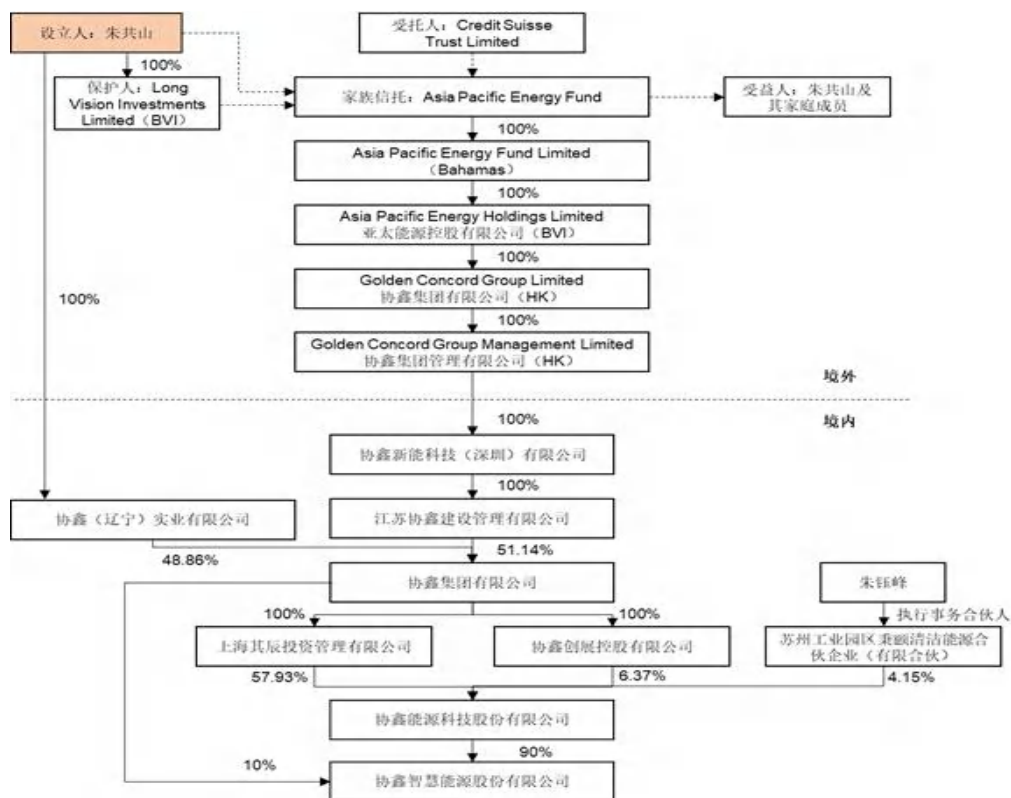 设立人：朱共山
受托人：Credit Suisse
Trust Limited
100%
保护人：Long
Vision Investments
Limited（BVI）
家族信托：Asia Pacific Energy Fund
受益人：朱共山及
其家庭成员
100%
Asia Pacific Energy Fund Limited
（Bahamas）
100%
Asia Pacific Energy Holdings Limited
亚太能源控股有限公司（BVI）
100%
Golden Concord Group Limited
协鑫集团有限公司（HK）
100%
100%
Golden Concord Group Management Limited
协鑫集团管理有限公司（HK）
境外
100%
境内
协鑫新能科技（深圳）有限公司
100%
协鑫（辽宁）实业有限公司
江苏协鑫建设管理有限公司
48.86%
51.14%
协鑫集团有限公司
朱钰峰
100%
100%
执行事务合伙人
上海其辰投资管理有限公司
协鑫创展控股有限公司
苏州工业园区秉颐清洁能源合
伙企业（有限合伙）
57.93%
6.37%
4.15%
协鑫能源科技股份有限公司
90%
10%
协鑫智慧能源股份有限公司